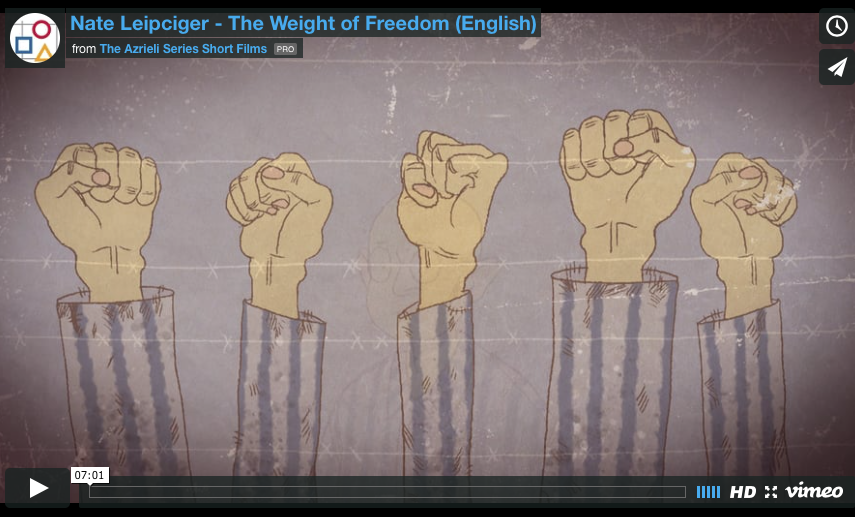 Nate Leipciger - The Weight of Freedom (English)
from The Azrieli Series Short Films PRO
07:01
HD vimeo